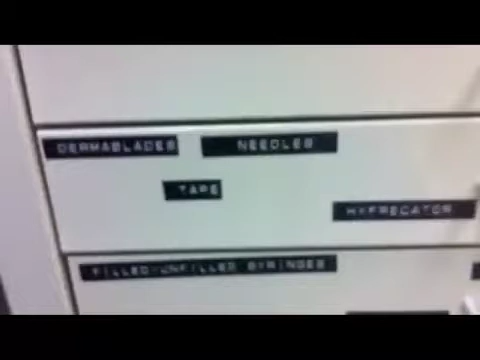 DERMABLADES NEEDLES
TAPE
HYFRECATOR
FILLED-UNFILLED SYRINGES